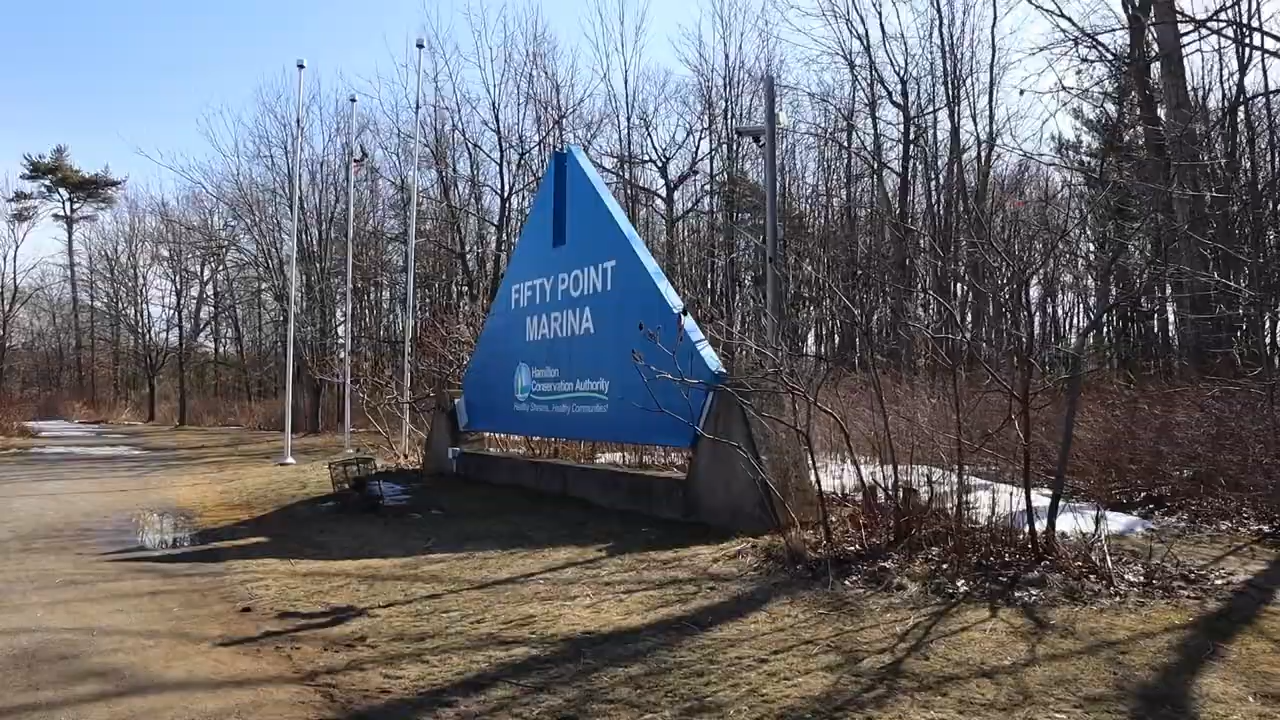 FIFTY POINT
MARINA
Hamilton
Conservation Authority
Healthy Streams...Healthy Communities!